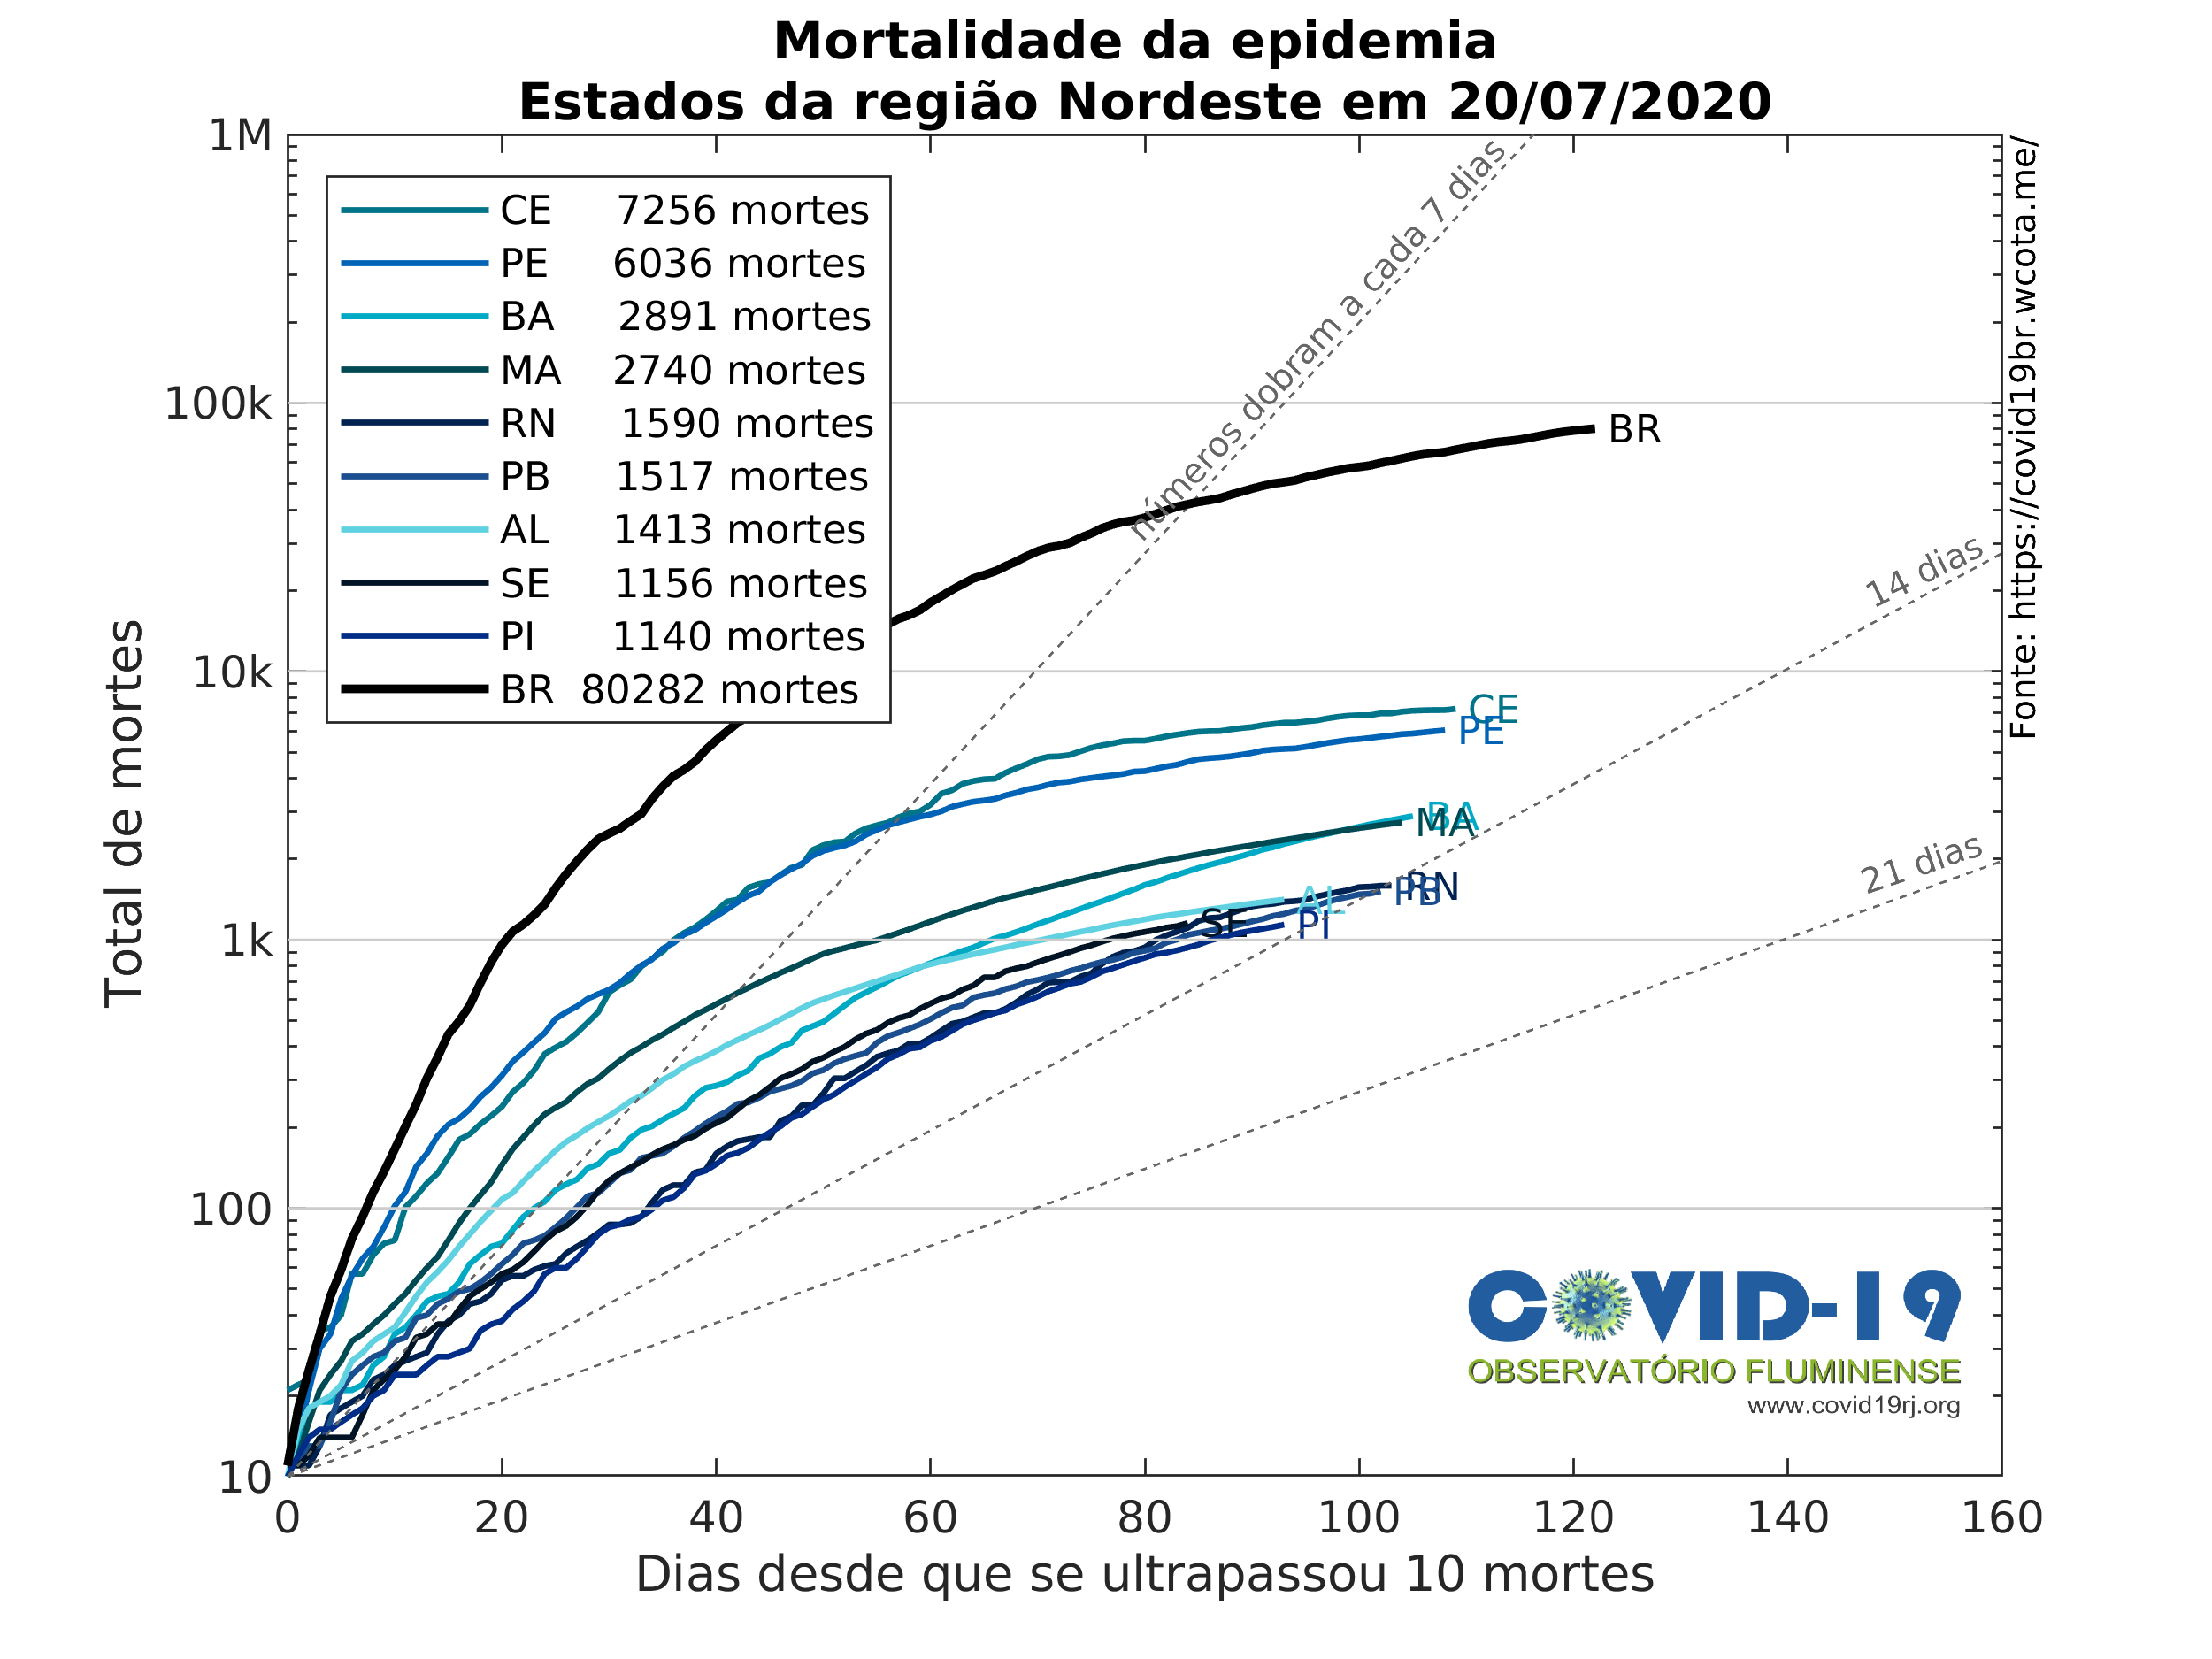 Mortalidade da epidemia
Estados da região Nordeste em 20/07/2020
1M
100k
10k
1k
100
10
Total de mortes
CE 7256 mortes
PE 6036 mortes
BA 2891 mortes
MA 2740 mortes
RN 1590 mortes
PB 1517 mortes
AL 1413 mortes
SE 1156 mortes
PI 1140 mortes
BR 80282 mortes
números dobram a cada 7 dias
14 dias
21 dias
BR
CE
PE
BA
MA
RN
PB
AL
SE
PI
Fonte: https://covid19br.wcota.me/
COVID-19
OBSERVATÓRIO FLUMINENSE
www.covid19rj.org
0 20 40 60 80 100 120 140 160
Dias desde que se ultrapassou 10 mortes